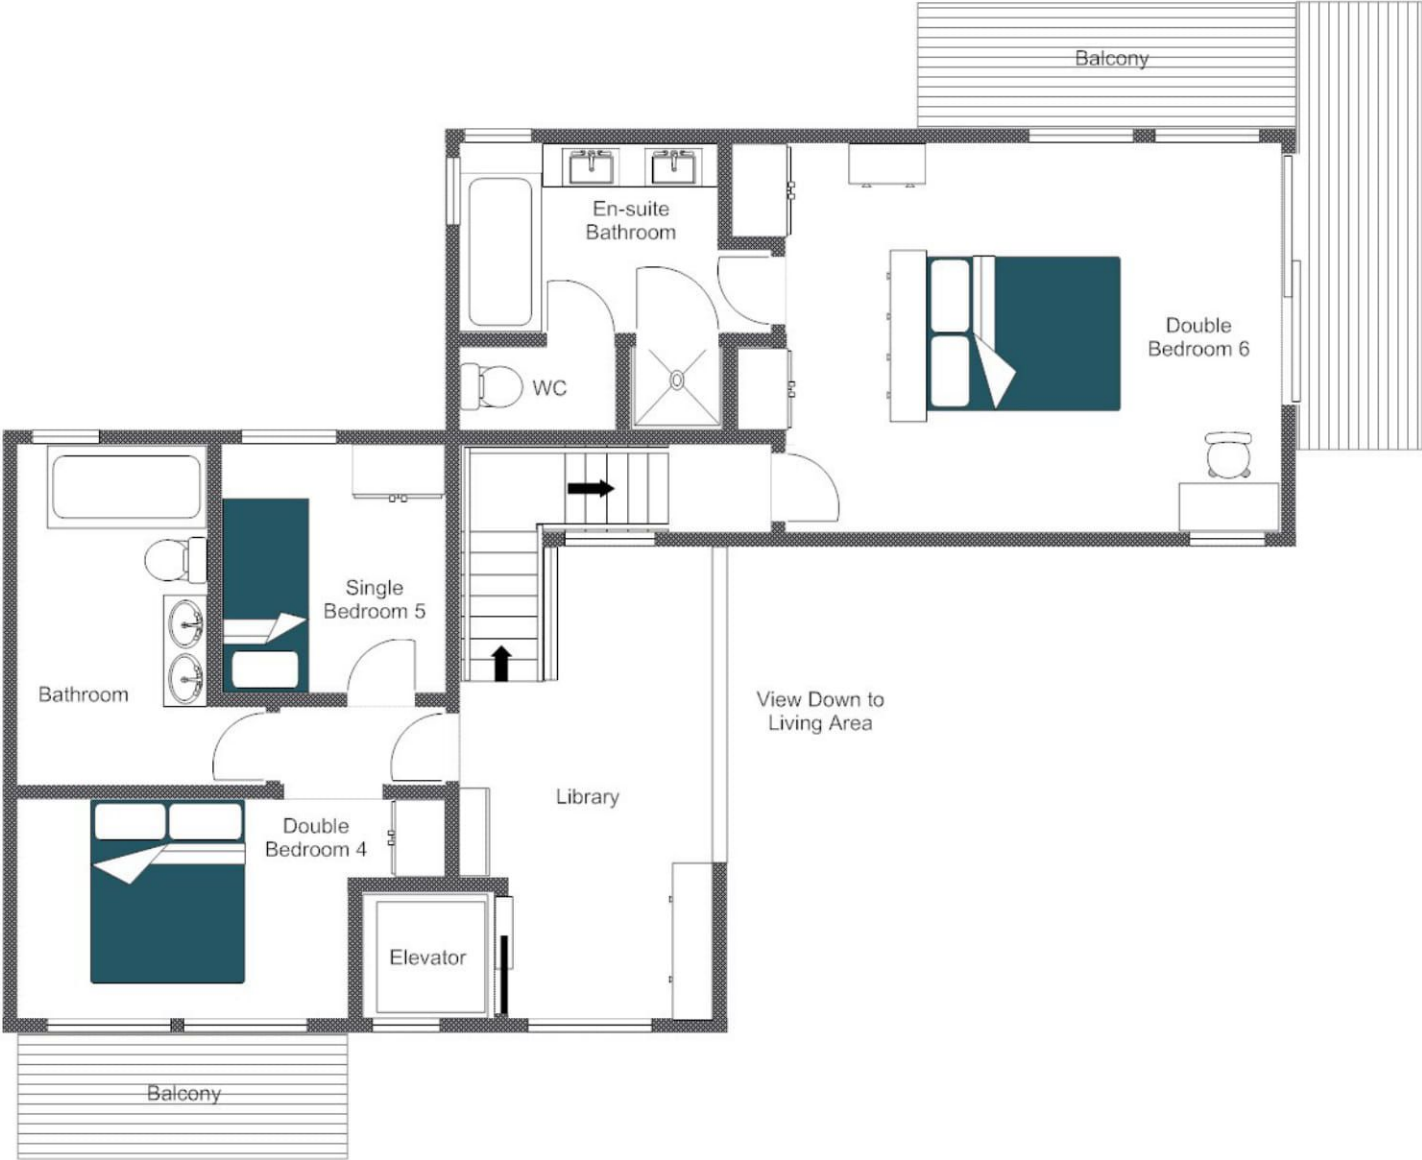 Balcony
En-suite
Bathroom
Double
Bedroom 6
WC
Single
Bedroom 5
Bathroom
View Down to
Living Area
Library
Double
Bedroom 4
Elevator
Balcony